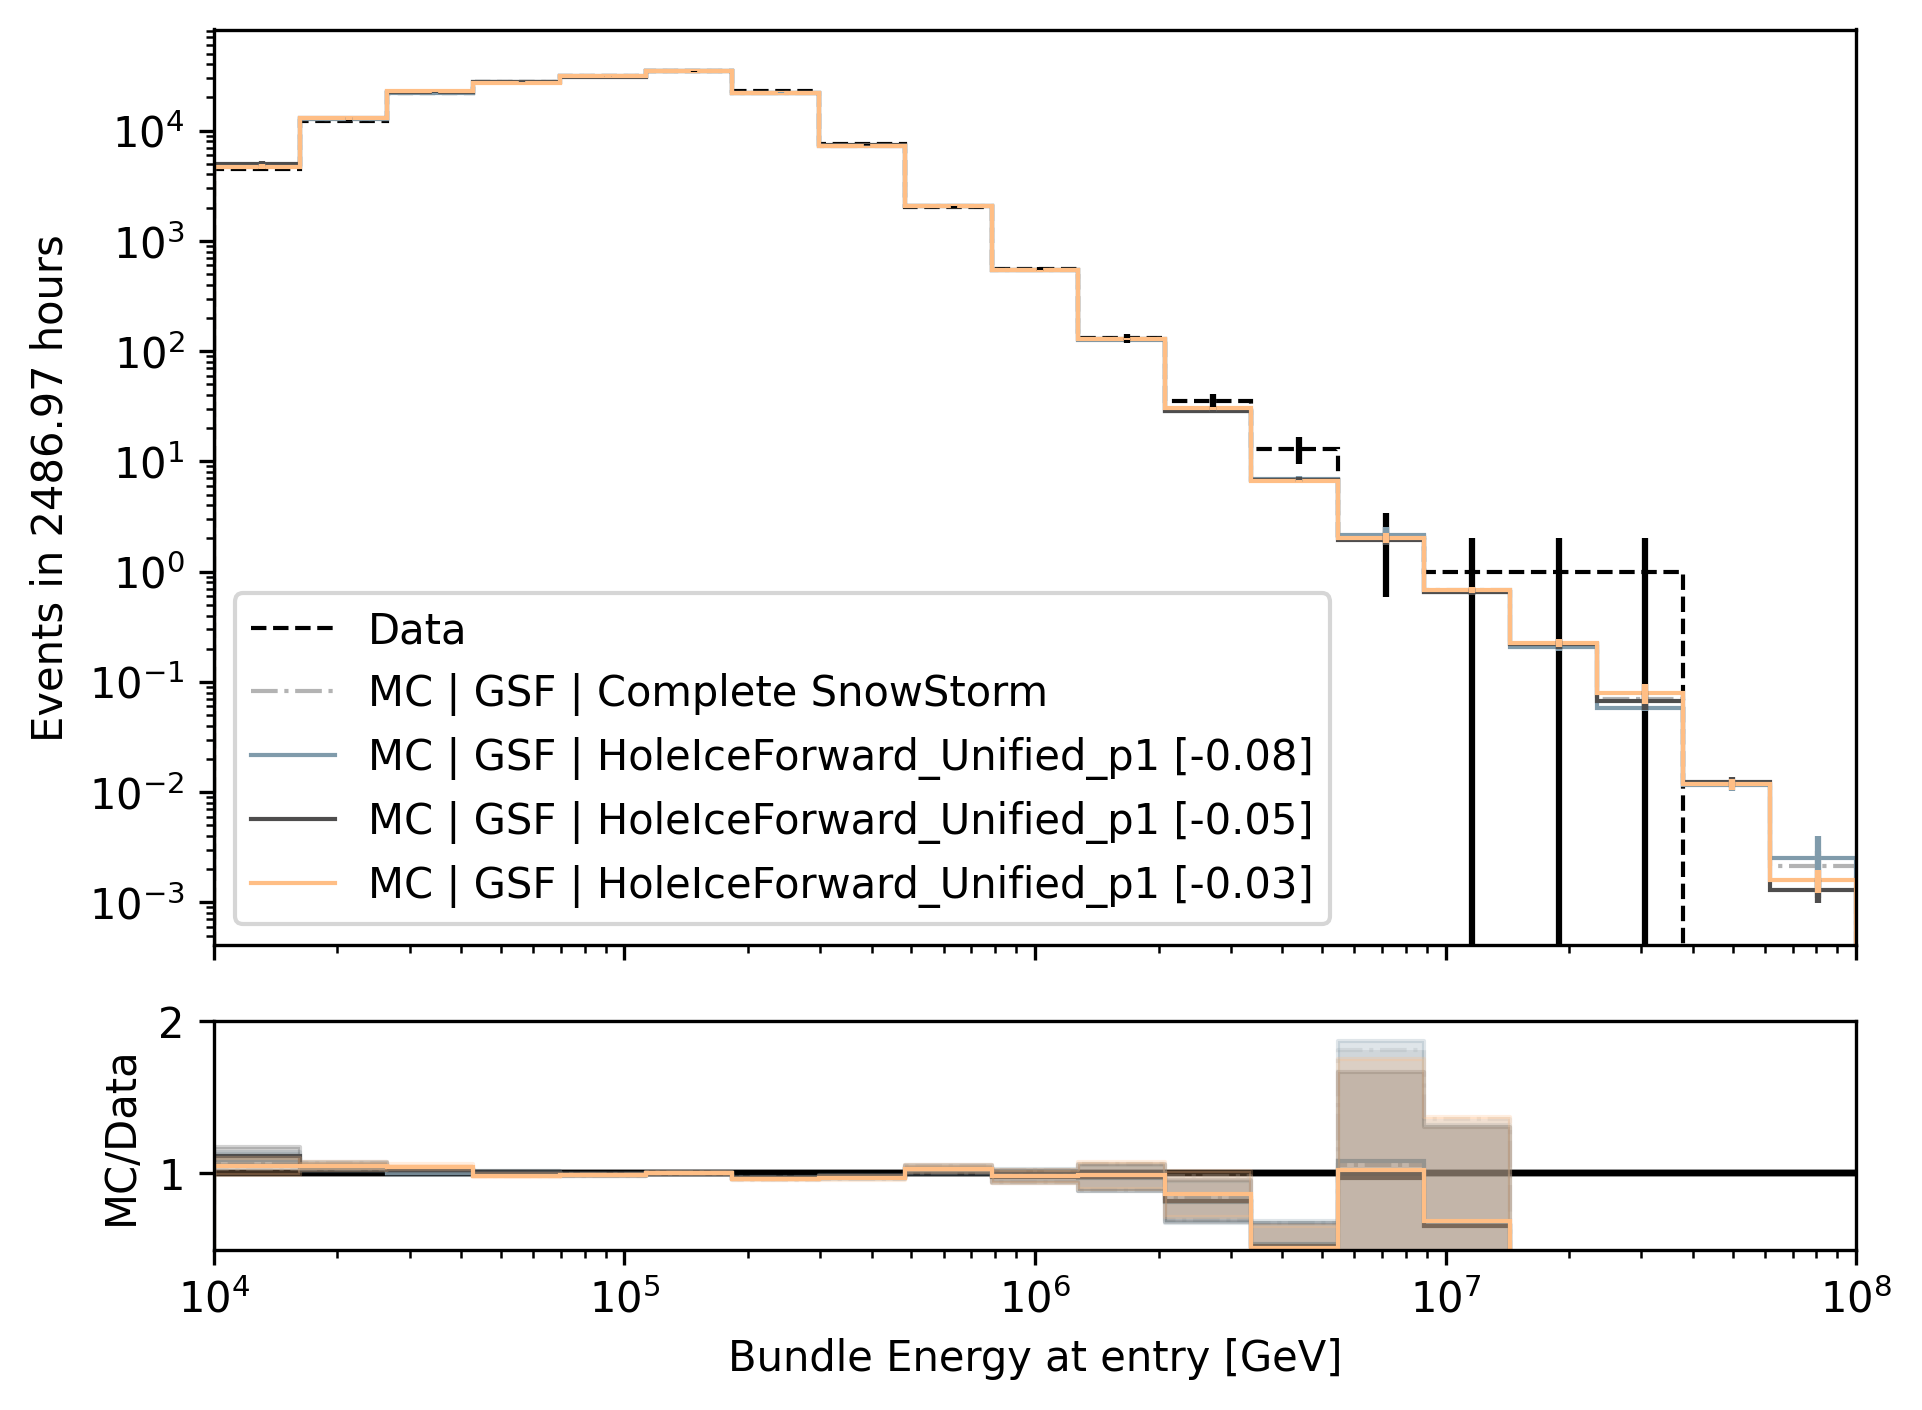 Events in 2486.97 hours
10⁴
10³
10²
10¹
10⁰
10⁻¹
10⁻²
10⁻³
Data
MC | GSF | Complete SnowStorm
MC | GSF | HoleIceForward_Unified_p1 [-0.08]
MC | GSF | HoleIceForward_Unified_p1 [-0.05]
MC | GSF | HoleIceForward_Unified_p1 [-0.03]
MC/Data
2
1
10⁴ 10⁵ 10⁶ 10⁷ 10⁸
Bundle Energy at entry [GeV]